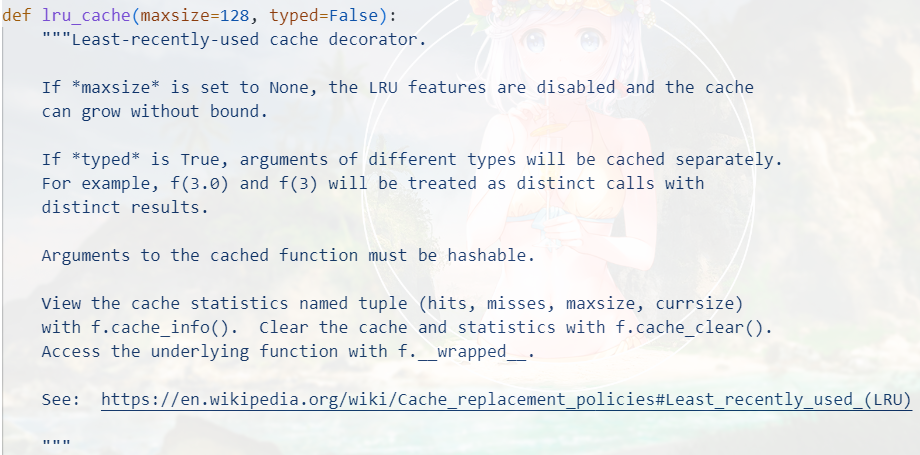 def lru_cache(maxsize=128, typed=False):
"""Least-recently-used cache decorator.
If *maxsize* is set to None, the LRU features are disabled and the cache
can grow without bound.
If *typed* is True, arguments of different types will be cached separately.
For example, f(3.0) and f(3) will be treated as distinct calls with
distinct results.
Arguments to the cached function must be hashable.
View the cache statistics named tuple (hits, misses, maxsize, currsize)
with f.cache_info().  Clear the cache and statistics with f.cache_clear().
Access the underlying function with f.__wrapped__.
See:  https://en.wikipedia.org/wiki/Cache_replacement_policies#Least_recently_used_(LRU)
"""